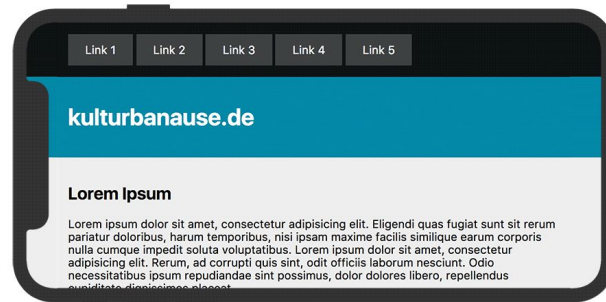 Link 1 Link 2 Link 3 Link 4 Link 5
kulturbanause.de
Lorem Ipsum
Lorem ipsum dolor sit amet, consectetur adipisicing elit. Eligendi quas fugiat sunt sit rerum
pariatur doloribus, harum temporibus, nisi ipsam maxime facilis similique earum corporis
nulla cumque impedit soluta voluptatibus. Lorem ipsum dolor sit amet, consectetur
adipisicing elit. Rerum, ad corrupti quis sint, odit officiis laborum nesciunt. Odio
necessitatibus ipsum repudiandae sint possimus, dolor dolores libero, repellendus